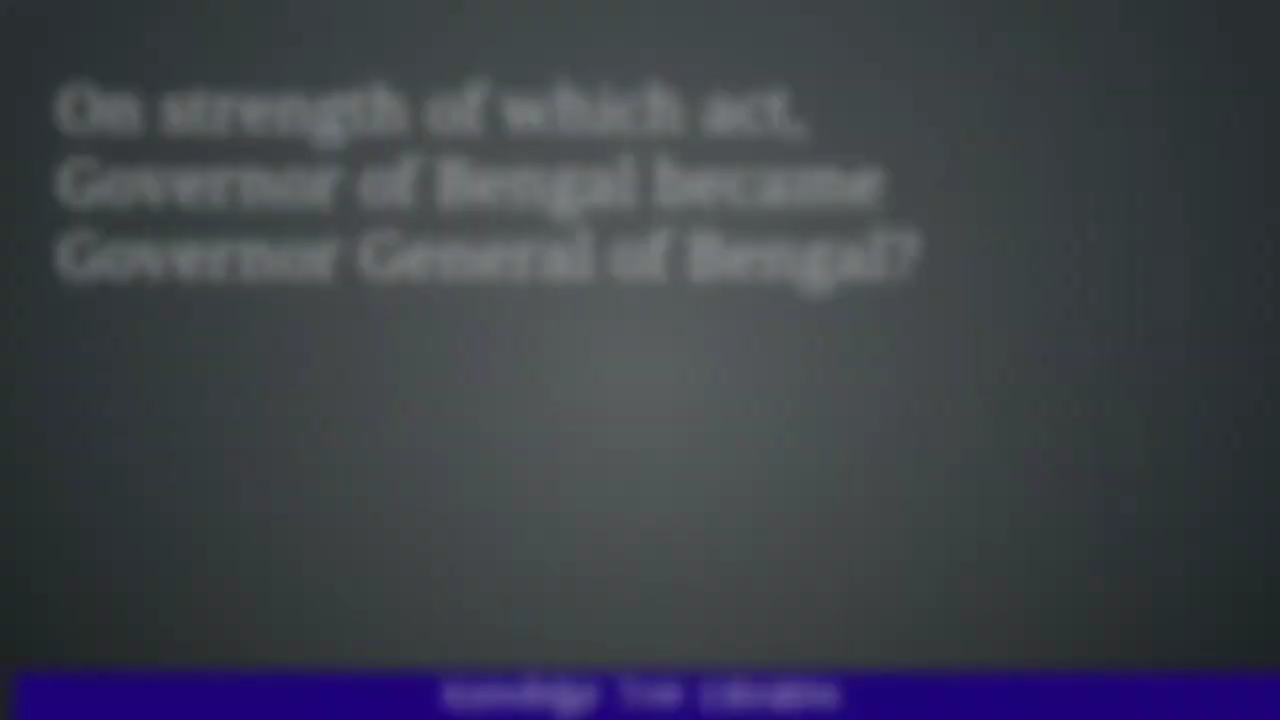 On strength of which act,
Governor of Bengal became
Governor General of Bengal?